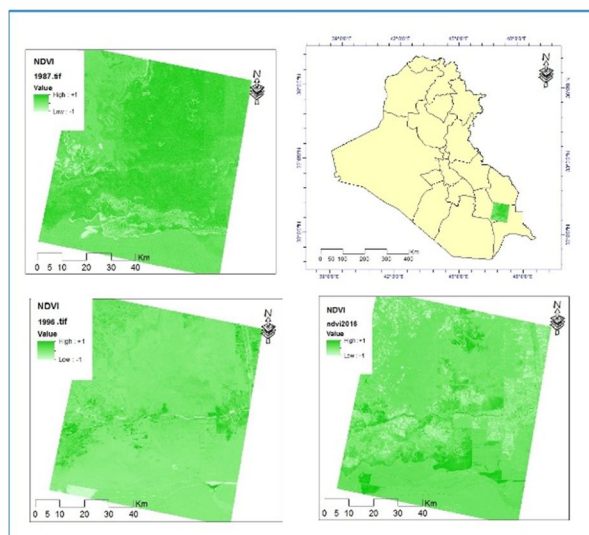 NDVI
1987.tif
Value
High : +1
Low : -1
N
Km
0 5 10 20 30 40
N
0 50 100 200 300 400
Km
NDVI
1996 .tif
Value
High : +1
Low : -1
N
Km
0 5 10 20 30 40
NDVI
ndvi2016
Value
High : +1
Low : -1
N
Km
0 5 10 20 30 40